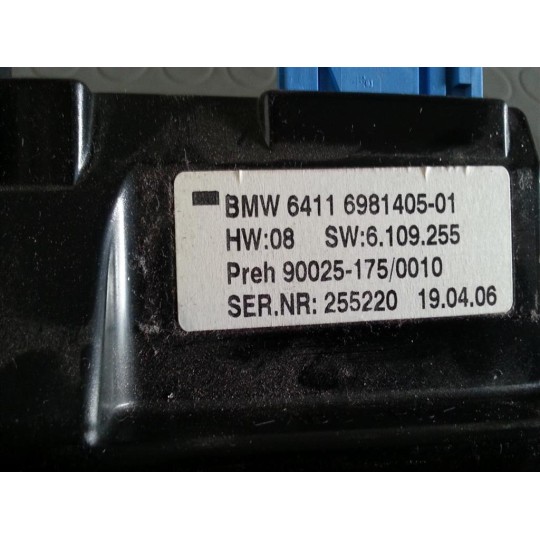 BMW 6411 6981405-01
HW:08 SW:6.109.255
Preh 90025-175/0010
SER.NR: 255220 19.04.06